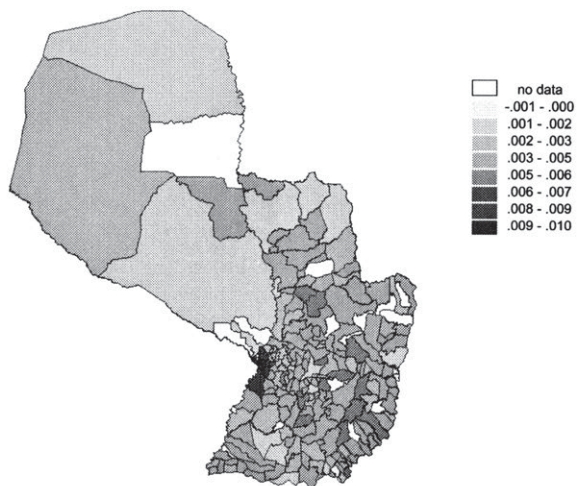 no data
-.001 - .000
.001 - .002
.002 - .003
.003 - .005
.005 - .006
.006 - .007
.008 - .009
.009 - .010